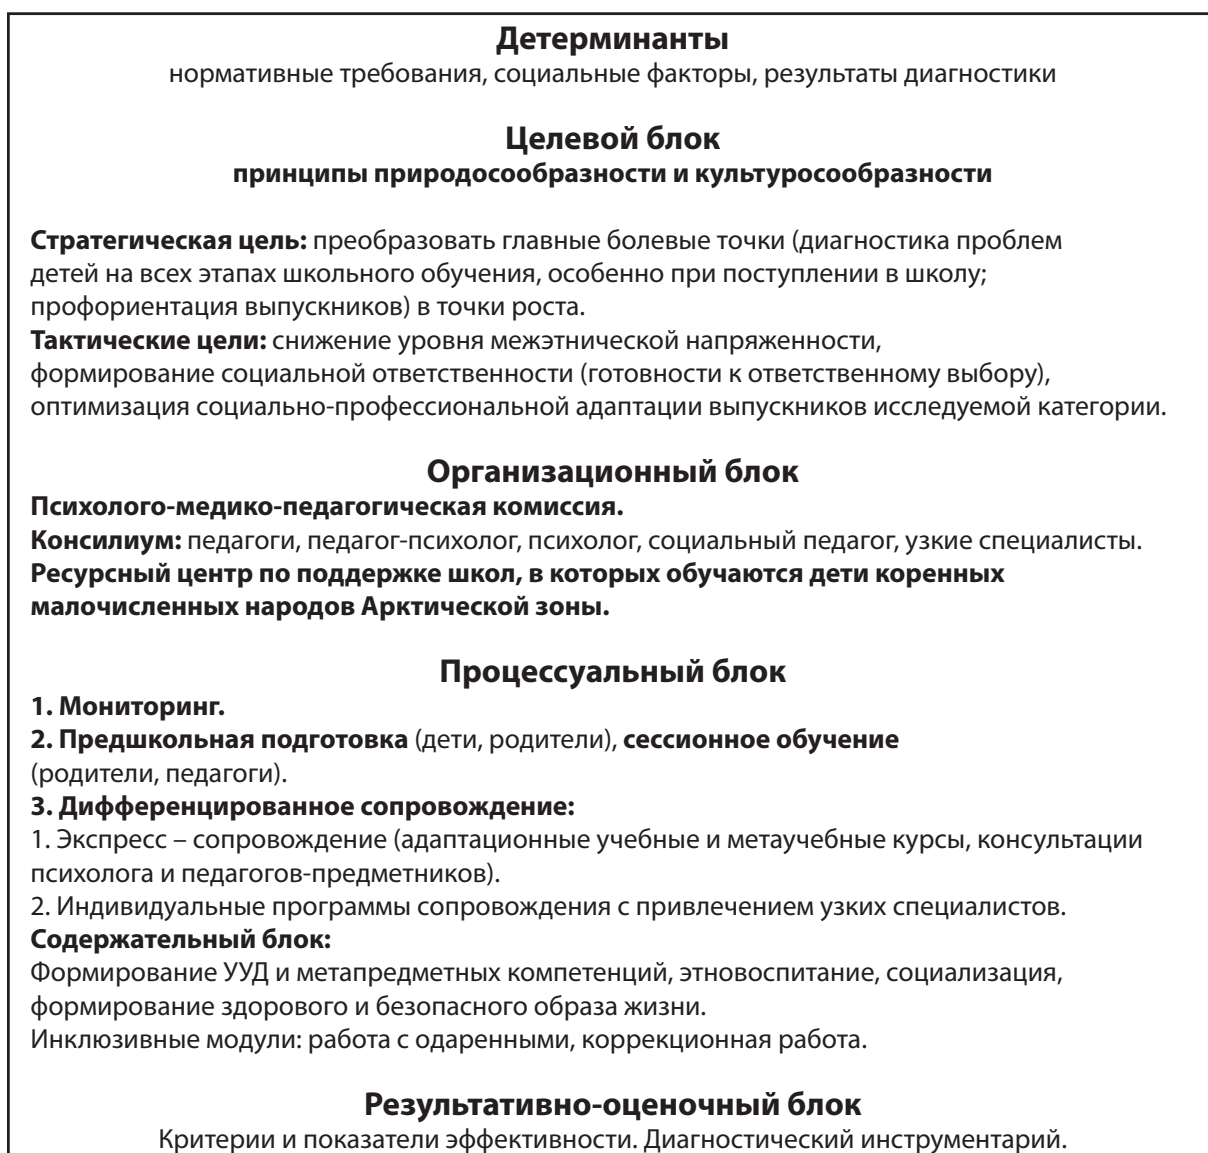 Детерминанты
нормативные требования, социальные факторы, результаты диагностики
Целевой блок
принципы природосообразности и культуросообразности
Стратегическая цель: преобразовать главные болевые точки (диагностика проблем
детей на всех этапах школьного обучения, особенно при поступлении в школу;
профориентация выпускников) в точки роста.
Тактические цели: снижение уровня межэтнической напряженности,
формирование социальной ответственности (готовности к ответственному выбору),
оптимизация социально-профессиональной адаптации выпускников исследуемой категории.
Организационный блок
Психолого-медико-педагогическая комиссия.
Консилиум: педагоги, педагог-психолог, психолог, социальный педагог, узкие специалисты.
Ресурсный центр по поддержке школ, в которых обучаются дети коренных
малочисленных народов Арктической зоны.
Процессуальный блок
1. Мониторинг.
2. Предшкольная подготовка (дети, родители), сессионное обучение
(родители, педагоги).
3. Дифференцированное сопровождение:
1. Экспресс – сопровождение (адаптационные учебные и метаучебные курсы, консультации
психолога и педагогов-предметников).
2. Индивидуальные программы сопровождения с привлечением узких специалистов.
Содержательный блок:
Формирование УУД и метапредметных компетенций, этновоспитание, социализация,
формирование здорового и безопасного образа жизни.
Инклюзивные модули: работа с одаренными, коррекционная работа.
Результативно-оценочный блок
Критерии и показатели эффективности. Диагностический инструментарий.